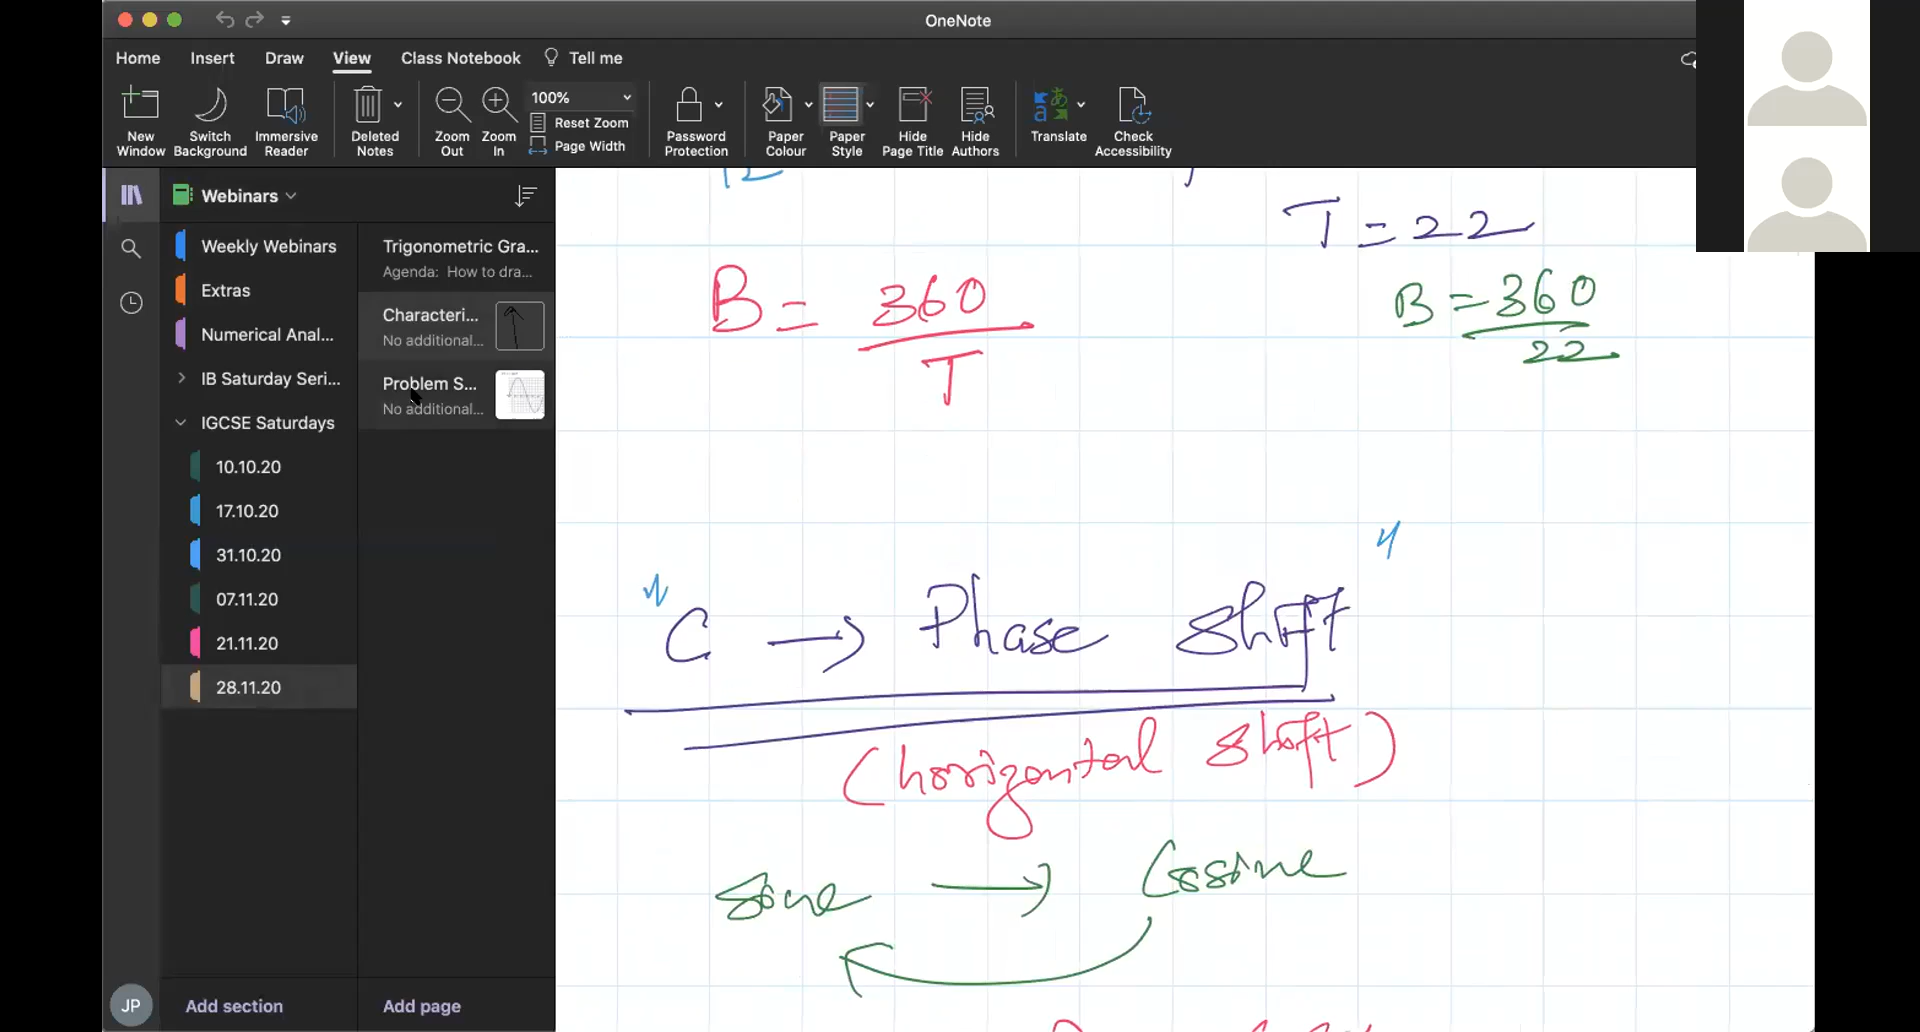 OneNote
Home Insert Draw View Class Notebook Tell me
New Window
Switch Background
Immersive Reader
Deleted Notes
Zoom Out
Zoom In
100%
Reset Zoom
Page Width
Password Protection
Paper Colour
Paper Style
Hide Page Title
Hide Authors
Translate
Check Accessibility
Webinars
Weekly Webinars
Extras
Numerical Anal...
IB Saturday Seri...
IGCSE Saturdays
10.10.20
17.10.20
31.10.20
07.11.20
21.11.20
28.11.20
JP
Add section
Trigonometric Gra...
Agenda: How to dra...
Characteri...
No additional...
Problem S...
No additional...
Add page
12
T = 22
B = 360
T
B = 360
22
C → Phase shift
(horizontal shift)
Sine → Cosine